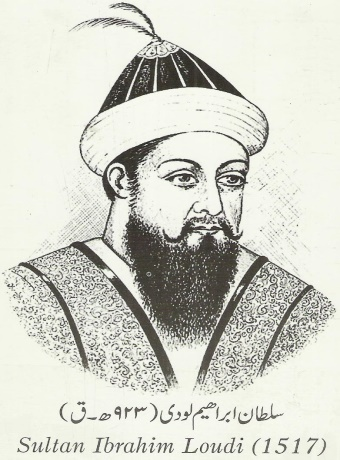 سلطان ابراهیم لودی (۹۲۳ ھ۔ق)
Sultan Ibrahim Loudi (1517)